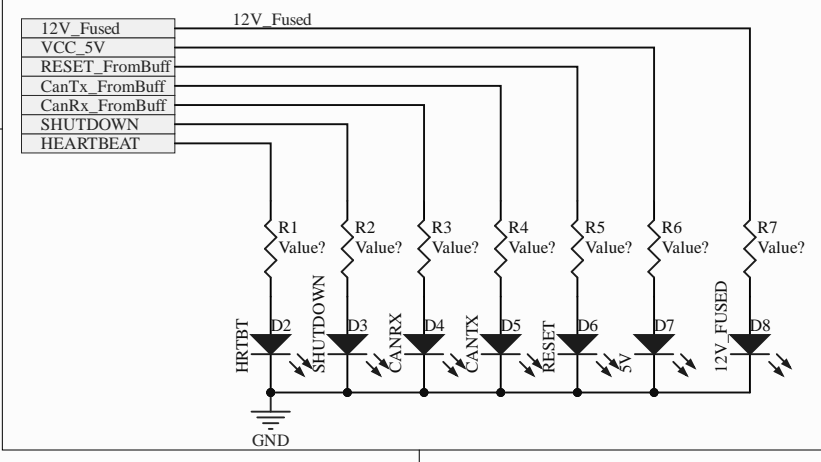 12V_Fused
12V_Fused
VCC_5V
RESET_FromBuff
CanTx_FromBuff
CanRx_FromBuff
SHUTDOWN
HEARTBEAT
R1
Value?
R2
Value?
R3
Value?
R4
Value?
R5
Value?
R6
Value?
R7
Value?
HRTBT
D2
SHUTDOWN
D3
CANRX
D4
CANTX
D5
RESET
D6
5V
D7
12V_FUSED
D8
GND